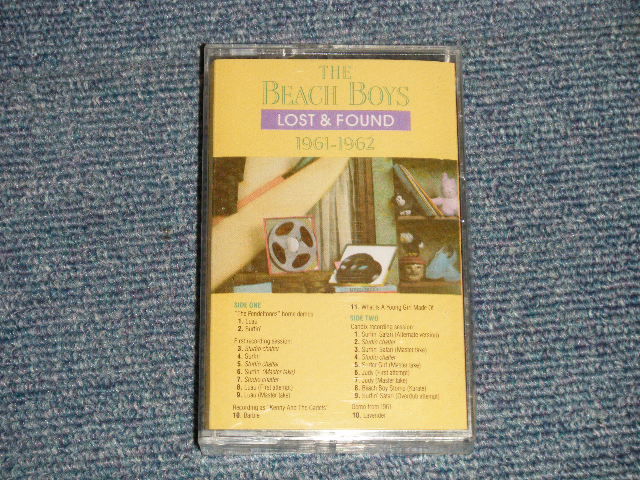 THE
BEACH BOYS
LOST & FOUND
1961-1962
SIDE ONE
"The Pendletones" home demos
1. Luau
2. Surfin'
First recording session:
3. Studio chatter
4. Surfin'
5. Studio chatter
6. Surfin' (Master take)
7. Studio chatter
8. Luau (First attempt)
9. Luau (Master take)
Recording as "Kenny And The Cadets"
10. Barbie
11. What Is A Young Girl Made Of
SIDE TWO
Candix recording session:
1. Surfin' Safari (Alternate version)
2. Studio chatter
3. Surfin' Safari (Master take)
4. Studio chatter
5. Surfer Girl (Master take)
6. Judy (First attempt)
7. Judy (Master take)
8. Beach Boy Stomp (Karate)
9. Surfin' Safari (Overdub attempt)
Demo from 1961
10. Lavender